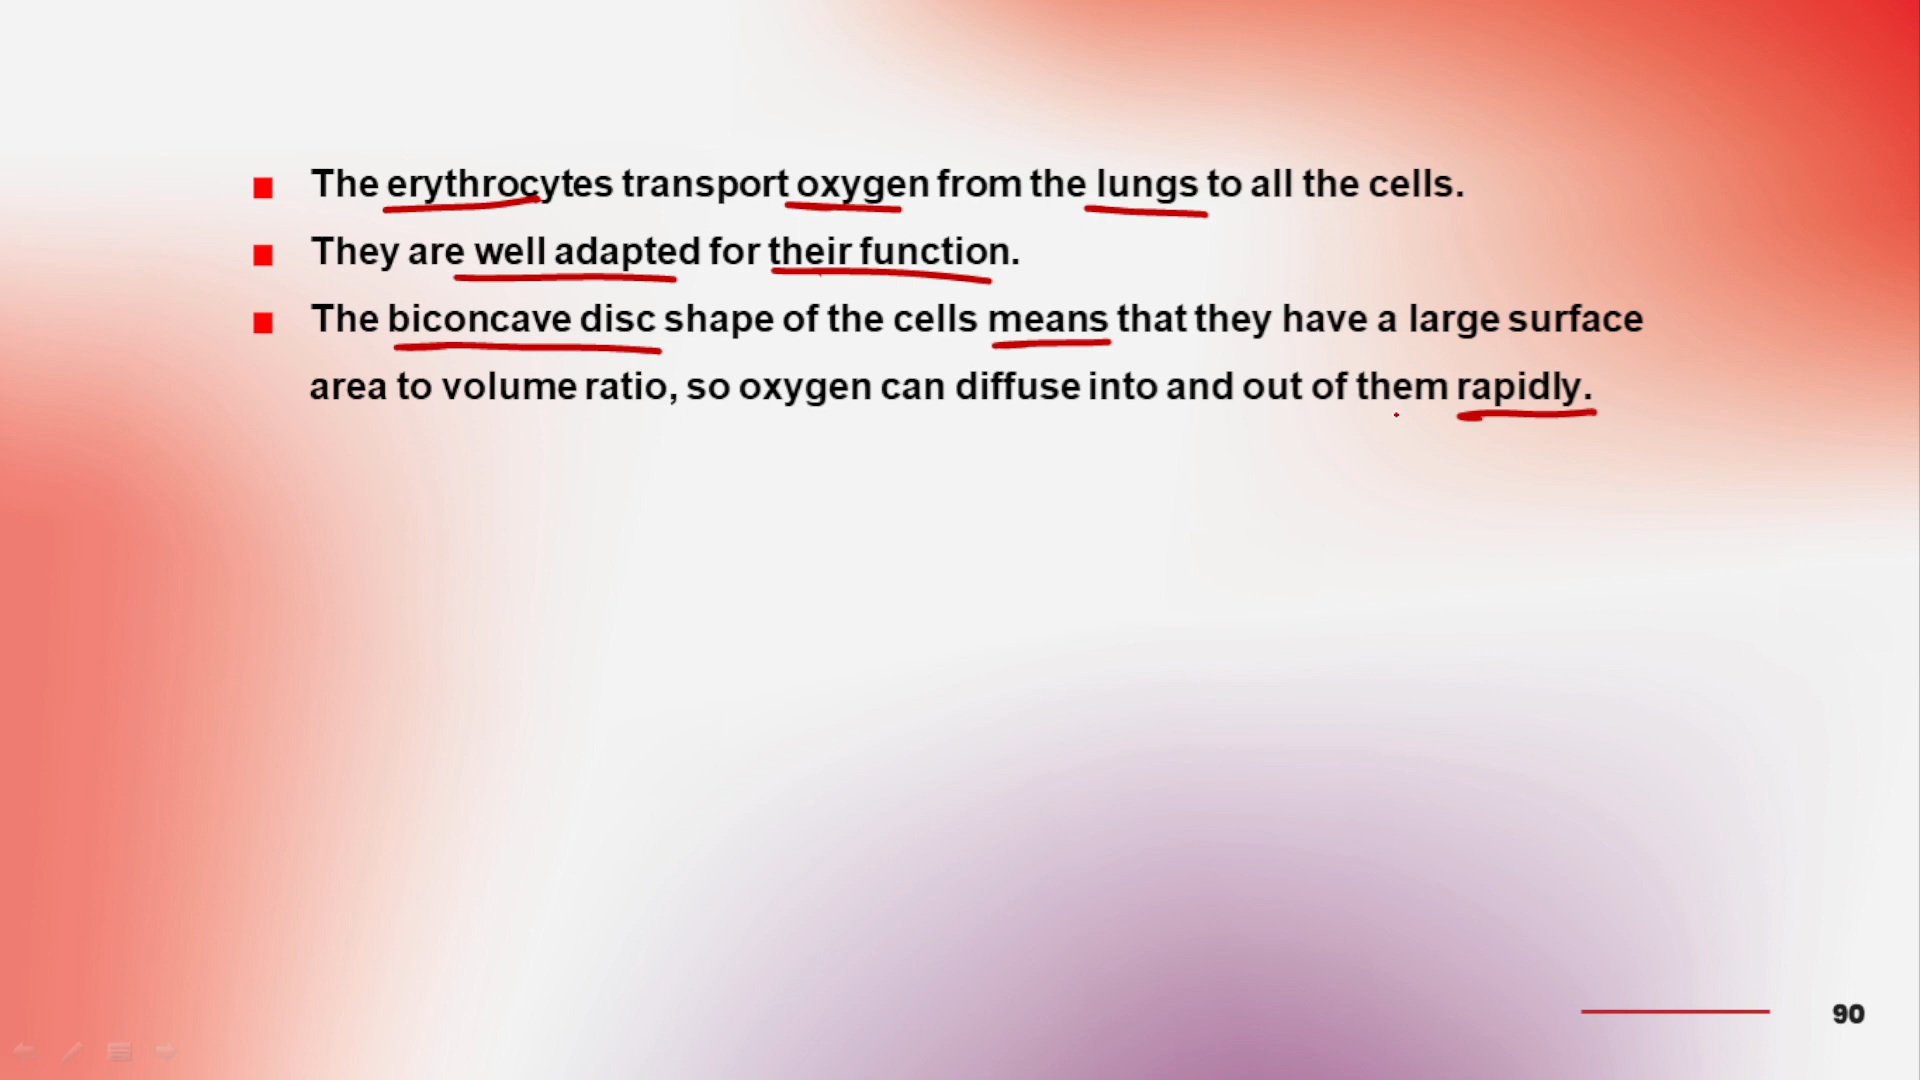 The erythrocytes transport oxygen from the lungs to all the cells.
They are well adapted for their function.
The biconcave disc shape of the cells means that they have a large surface
area to volume ratio, so oxygen can diffuse into and out of them rapidly.
90